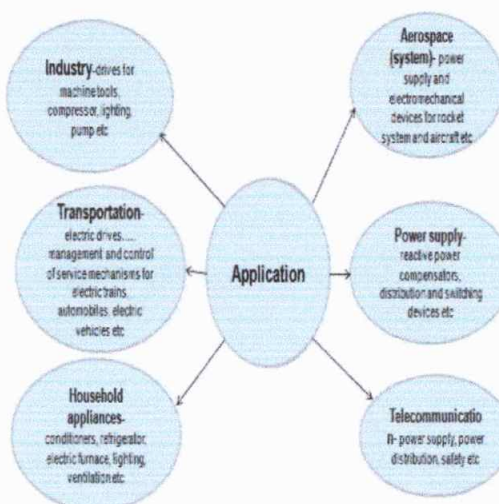 Industry-drives for
machine tools,
compressor, lighting,
pump etc
Aerospace
(system)- power
supply and
electromechanical
devices for rocket
system and aircraft etc
Transportation-
electric drives.....
management and control
of service mechanisms for
electric trains,
automobiles, electric
vehicles etc
Application
Power supply-
reactive power
compensators,
distribution and switching
devices etc
Household
appliances-
conditioners, refrigerator,
electric furnace, lighting,
ventilation etc
Telecommunicatio
n- power supply, power
distribution, safety etc